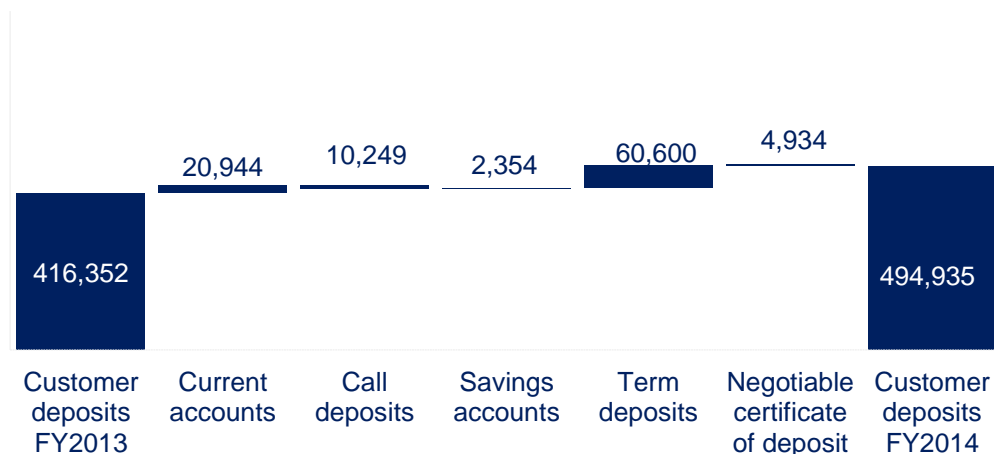 4,934
10,249
60,600
20,944
2,354
416,352
494,935
Customer deposits FY2013
Current accounts
Call deposits
Savings accounts
Term deposits
Negotiable certificate of deposit
Customer deposits FY2014